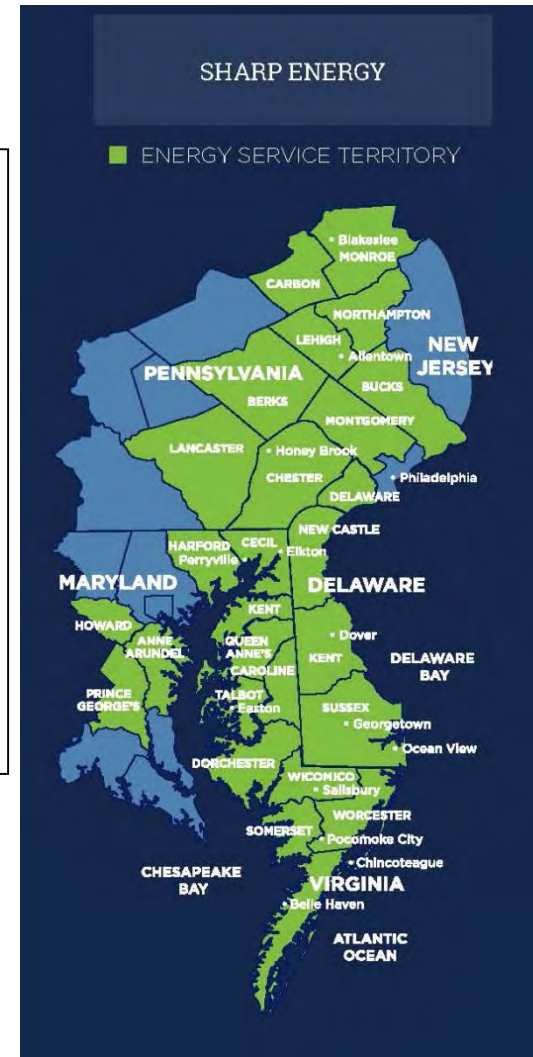 SHARP ENERGY
ENERGY SERVICE TERRITORY
Blakeslee
MONROE
CARBON
NORTHAMPTON
LEHIGH
NEW
JERSEY
Allentown
PENNSYLVANIA
BUCKS
BERKS
MONTGOMERY
LANCASTER
Honey Brook
CHESTER
Philadelphia
DELAWARE
NEW CASTLE
HARFORD
CECIL
Elkton
Perryville
MARYLAND
DELAWARE
KENT
HOWARD
ANNE
ARUNDEL
QUEEN
ANNE'S
Dover
KENT
DELAWARE
BAY
CAROLINE
PRINCE
GEORGE'S
TALBOT
Easton
SUSSEX
Georgetown
Ocean View
DORCHESTER
WICOMICO
Salisbury
WORCESTER
SOMERSET
Pocomoke City
CHESAPEAKE
BAY
Chincoteague
VIRGINIA
Belle Haven
ATLANTIC
OCEAN